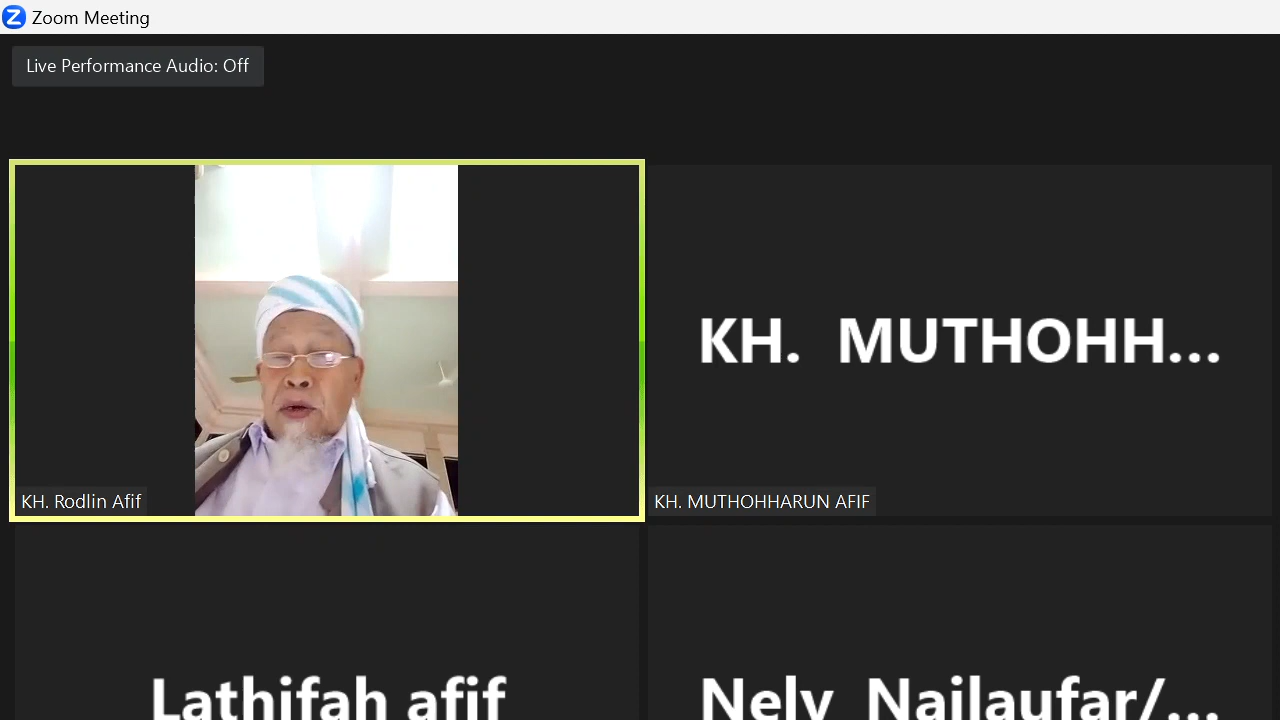 Zoom Meeting
Live Performance Audio: Off
KH. MUTHOHH...
KH. Rodlin Afif
KH. MUTHOHHARUN AFIF
Lathifah afif
Nely Nailaufar/...